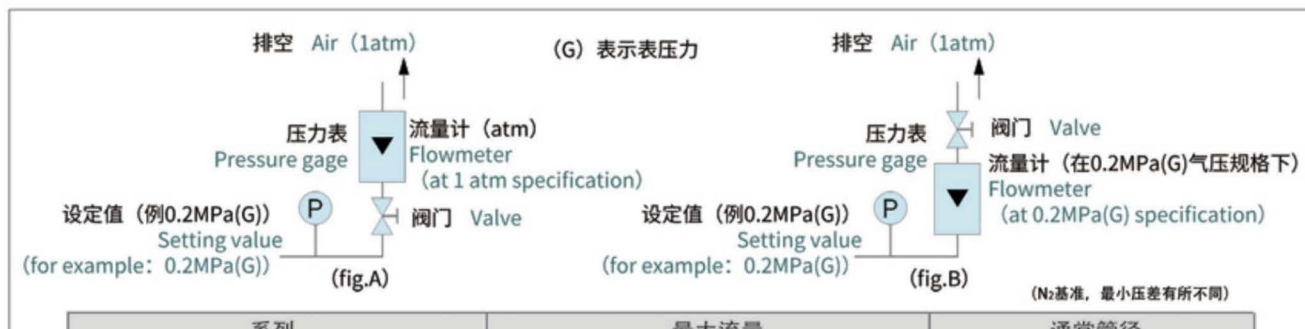 排空 Air（1atm）
（G）表示表压力
排空 Air（1atm）
压力表
Pressure gage
流量计（atm）
Flowmeter
（at 1 atm specification）
设定值（例0.2MPa(G)）
Setting value
（for example：0.2MPa(G)）
P
阀门 Valve
(fig.A)
阀门 Valve
压力表
Pressure gage
流量计（在0.2MPa(G)气压规格下）
Flowmeter
（at 0.2MPa(G) specification）
设定值（例0.2MPa(G)）
Setting value
（for example：0.2MPa(G)）
P
(fig.B)
（N₂基准，最小压差有所不同）
系列 最大流量 通常管径